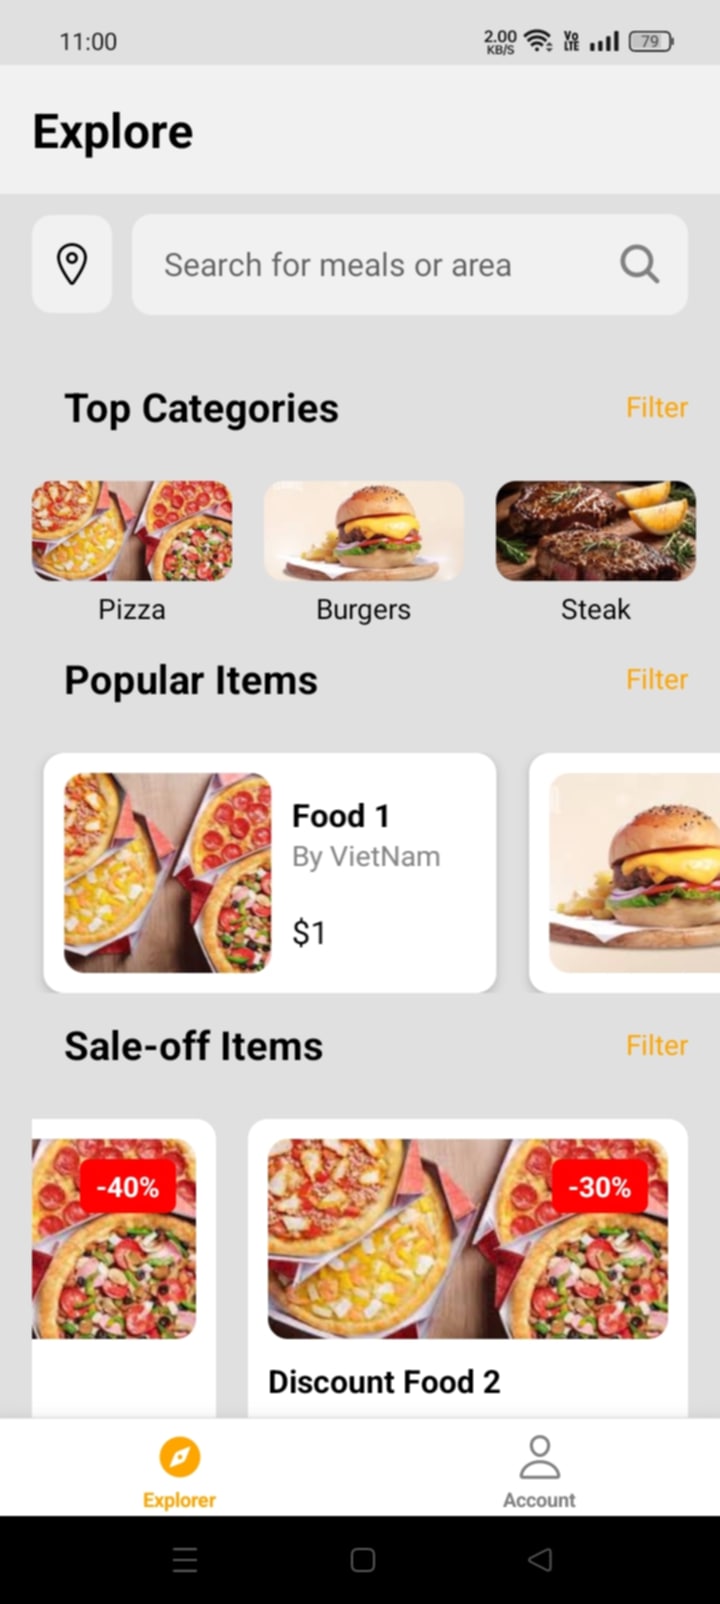 11:00
2.00
KB/S
Vo
LTE
79
Explore
Search for meals or area
Top Categories
Filter
Pizza
Burgers
Steak
Popular Items
Filter
Food 1
By VietNam
$1
Sale-off Items
Filter
-40%
-30%
Discount Food 2
Explorer
Account